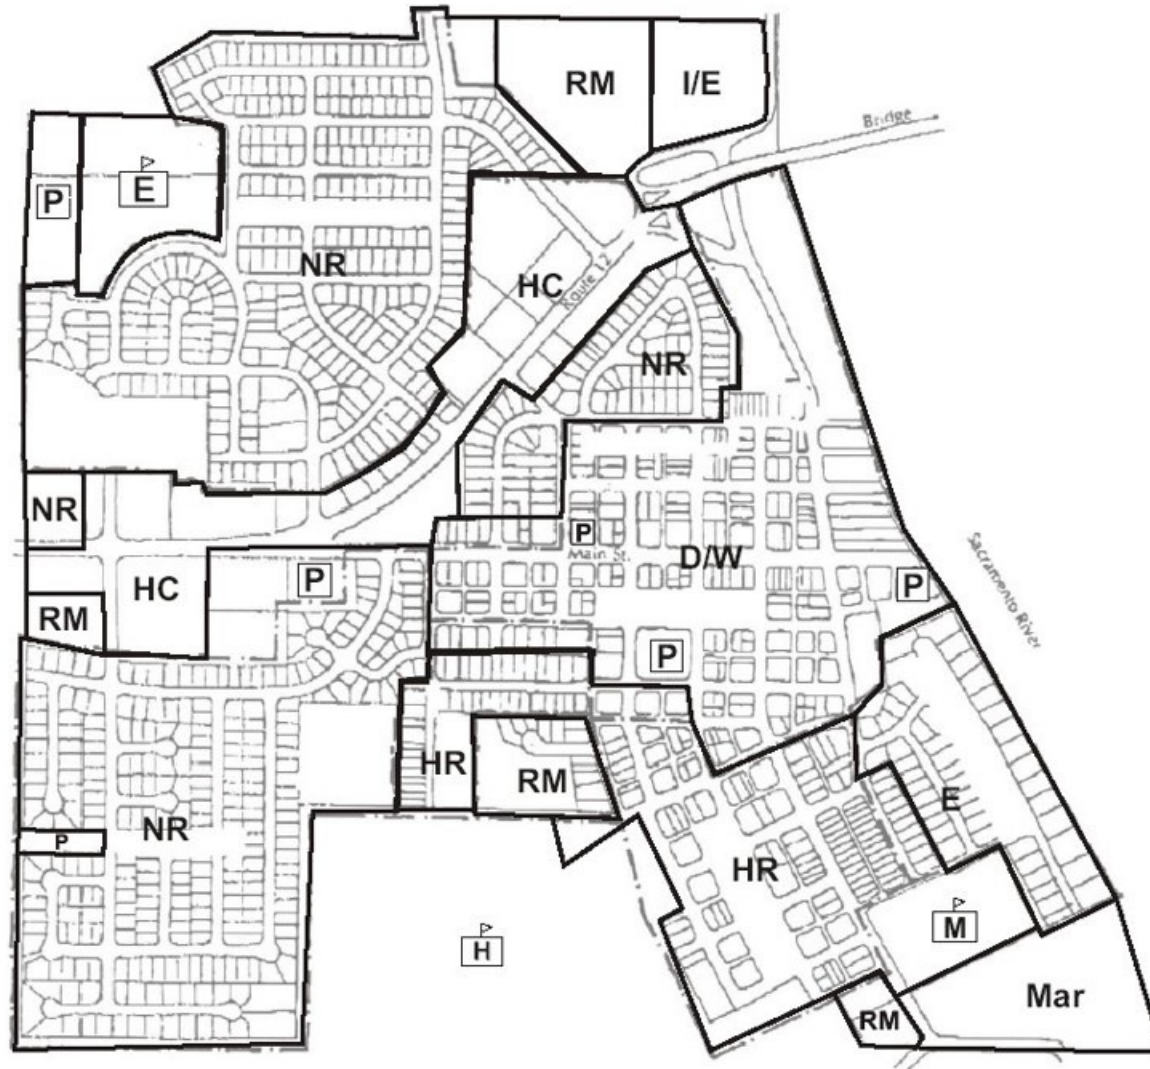 RM
I/E
Bridge
P
E
NR
HC
Route 12
NR
NR
P
Main St.
D/W
HC
P
P
RM
Sacramento River
P
HR
RM
E
NR
P
HR
M
H
Mar
RM